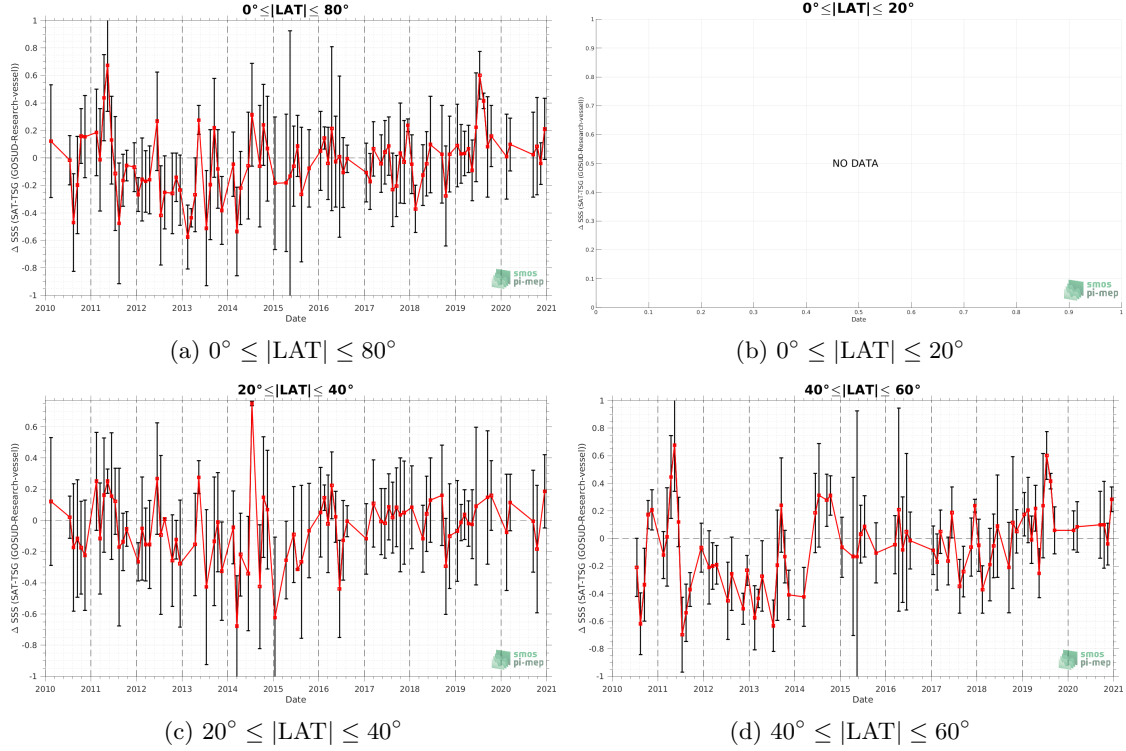 0°≤|LAT|≤ 80°
Δ SSS (SAT-TSG (GOSUD-Research-vessel))
1
0.8
0.6
0.4
0.2
0
-0.2
-0.4
-0.6
-0.8
-1
2010 2011 2012 2013 2014 2015 2016 2017 2018 2019 2020 2021
Date
smos
pi-mep
(a) 0° ≤ |LAT| ≤ 80°
0°≤|LAT|≤ 20°
Δ SSS (SAT-TSG (GOSUD-Research-vessel))
1
0.9
0.8
0.7
0.6
0.5
0.4
0.3
0.2
0.1
0
NO DATA
0 0.1 0.2 0.3 0.4 0.5 0.6 0.7 0.8 0.9 1
Date
smos
pi-mep
(b) 0° ≤ |LAT| ≤ 20°
20°≤|LAT|≤ 40°
Δ SSS (SAT-TSG (GOSUD-Research-vessel))
0.6
0.4
0.2
0
-0.2
-0.4
-0.6
-0.8
-1
2010 2011 2012 2013 2014 2015 2016 2017 2018 2019 2020 2021
Date
smos
pi-mep
(c) 20° ≤ |LAT| ≤ 40°
40°≤|LAT|≤ 60°
Δ SSS (SAT-TSG (GOSUD-Research-vessel))
1
0.8
0.6
0.4
0.2
0
-0.2
-0.4
-0.6
-0.8
-1
2010 2011 2012 2013 2014 2015 2016 2017 2018 2019 2020 2021
Date
smos
pi-mep
(d) 40° ≤ |LAT| ≤ 60°